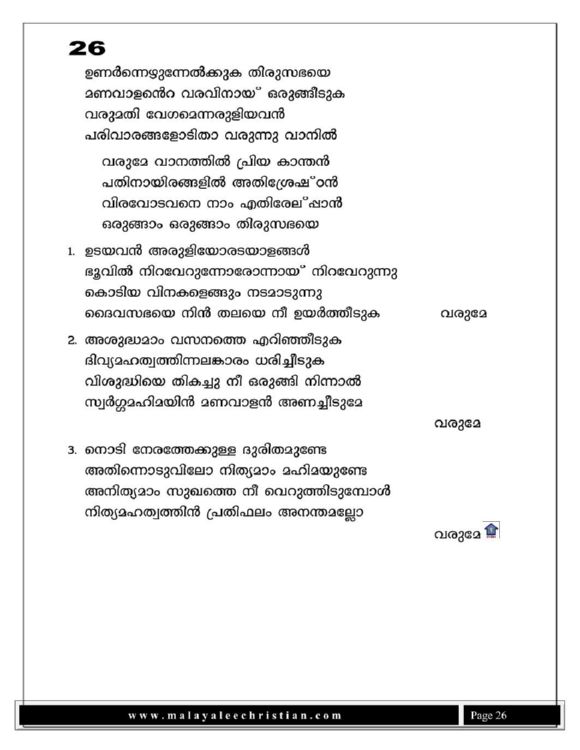 26
ഉണർന്നെഴുന്നേൽക്കുക തിരുസഭയെ
മണവാളൻെറ വരവിനായ് ഒരുങ്ങീടുക
വരുമതി വേഗമെന്നരുളിയവൻ
പരിവാരങ്ങളോടിതാ വരുന്നു വാനിൽ
വരുമേ വാനത്തിൽ പ്രിയ കാന്തൻ
പതിനായിരങ്ങളിൽ അതിശ്രേഷ്ഠൻ
വിരവോടവനെ നാം എതിരേല്പ്പാൻ
ഒരുങ്ങാം ഒരുങ്ങാം തിരുസഭയെ
1. ഉടയവൻ അരുളിയോരടയാളങ്ങൾ
ഭൂവിൽ നിറവേറുന്നോരോന്നായ് നിറവേറുന്നു
കൊടിയ വിനകളെങ്ങും നടമാടുന്നു
ദൈവസഭയെ നിൻ തലയെ നീ ഉയർത്തീടുക വരുമേ
2. അശുദ്ധമാം വസനത്തെ എറിഞ്ഞീടുക
ദിവ്യമഹത്വത്തിന്നലങ്കാരം ധരിച്ചീടുക
വിശുദ്ധിയെ തികച്ചു നീ ഒരുങ്ങി നിന്നാൽ
സ്വർഗ്ഗമഹിമയിൻ മണവാളൻ അണച്ചീടുമേ
വരുമേ
3. നൊടി നേരത്തേക്കുള്ള ദുരിതമുണ്ടേ
അതിന്നൊടുവിലോ നിത്യമാം മഹിമയുണ്ടേ
അനിത്യമാം സുഖത്തെ നീ വെറുത്തിടുമ്പോൾ
നിത്യമഹത്വത്തിൻ പ്രതിഫലം അനന്തമല്ലോ
വരുമേ
www.malayaleechristian.com Page 26